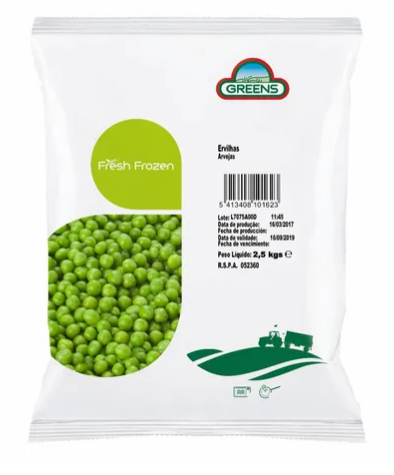 GREENS
Ervilhas
Arvejas
Fresh Frozen
5 413408 101623
Lote: L7075A00D 11:45
Data de produção: 16/03/2017
Fecha de producción:
Data de validade: 16/09/2019
Fecha de vencimiento:
Peso Líquido: 2,5 kgs ℮
R.S.P.A. 052360